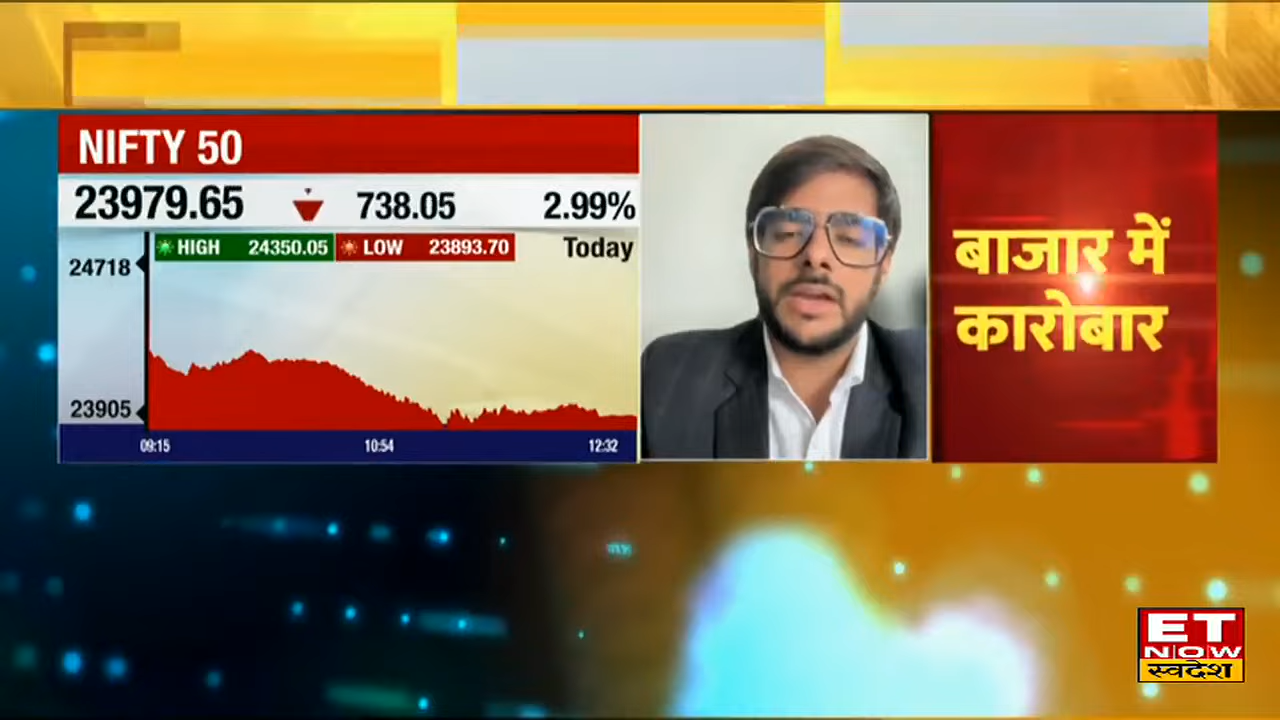 NIFTY 50
23979.65 738.05 2.99%
HIGH 24350.05 LOW 23893.70 Today
24718
23905
09:15 10:54 12:32
बाजार में
कारोबार
ET
NOW
स्वदेश